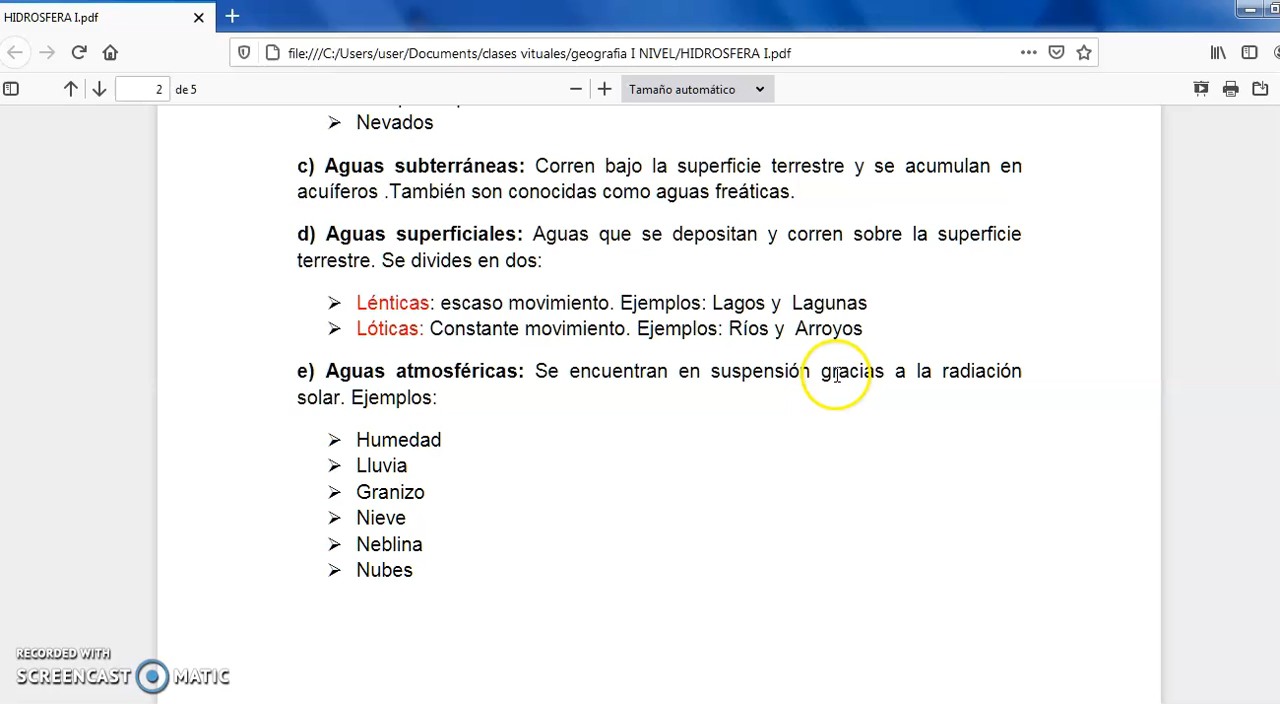 HIDROSFERA I.pdf
file:///C:/Users/user/Documents/clases vituales/geografia I NIVEL/HIDROSFERA I.pdf
2 de 5
Tamaño automático
Nevados
c) Aguas subterráneas: Corren bajo la superficie terrestre y se acumulan en
acuíferos .También son conocidas como aguas freáticas.
d) Aguas superficiales: Aguas que se depositan y corren sobre la superficie
terrestre. Se divides en dos:
Lénticas: escaso movimiento. Ejemplos: Lagos y Lagunas
Lóticas: Constante movimiento. Ejemplos: Ríos y Arroyos
e) Aguas atmosféricas: Se encuentran en suspensión gracias a la radiación
solar. Ejemplos:
Humedad
Lluvia
Granizo
Nieve
Neblina
Nubes
RECORDED WITH
SCREENCAST MATIC